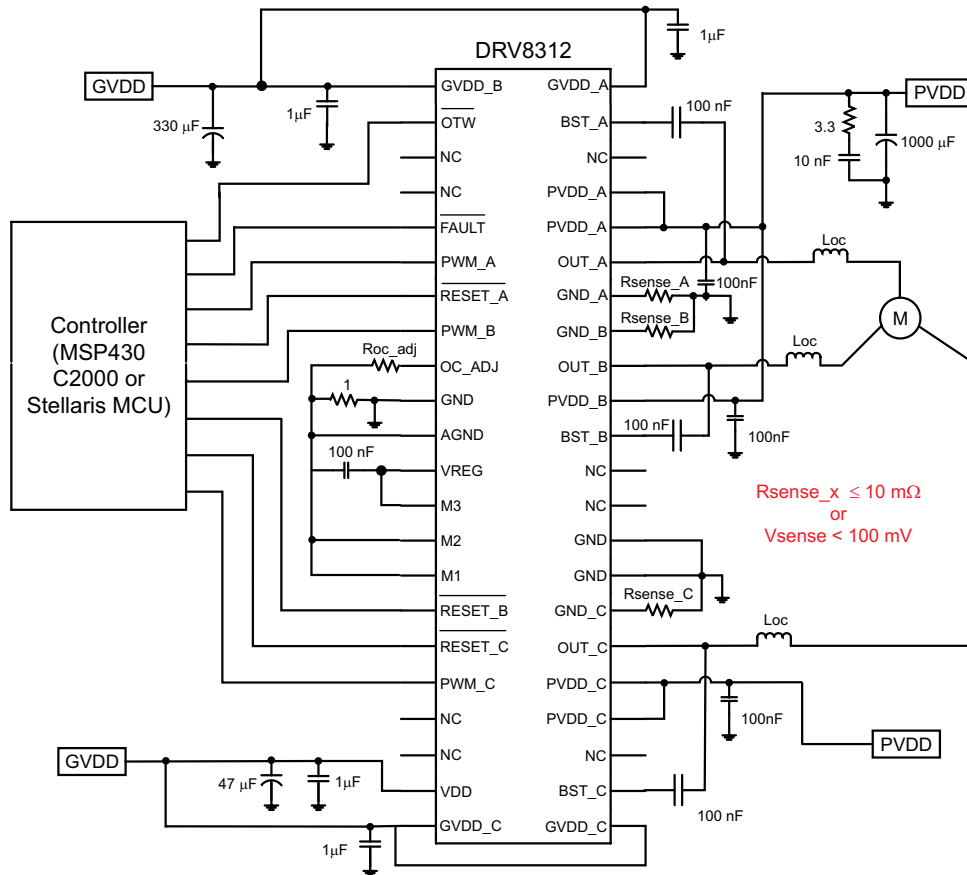 DRV8312
1μF
GVDD
330 μF
1μF
GVDD_B
OTW
NC
NC
FAULT
PWM_A
RESET_A
PWM_B
OC_ADJ
GND
AGND
VREG
M3
M2
M1
RESET_B
RESET_C
PWM_C
NC
NC
VDD
GVDD_C
GVDD_A
BST_A
NC
PVDD_A
PVDD_A
OUT_A
GND_A
GND_B
OUT_B
PVDD_B
BST_B
NC
NC
GND
GND
GND_C
OUT_C
PVDD_C
PVDD_C
NC
BST_C
GVDD_C
Controller
(MSP430
C2000 or
Stellaris MCU)
Roc_adj
1
100 nF
GVDD
47 μF
1μF
1μF
100 nF
PVDD
3.3
10 nF
1000 μF
Loc
100nF
Rsense_A
Rsense_B
M
Loc
100 nF
100nF
Rsense_x ≤ 10 mΩ
or
Vsense < 100 mV
Rsense_C
Loc
100nF
PVDD
100 nF